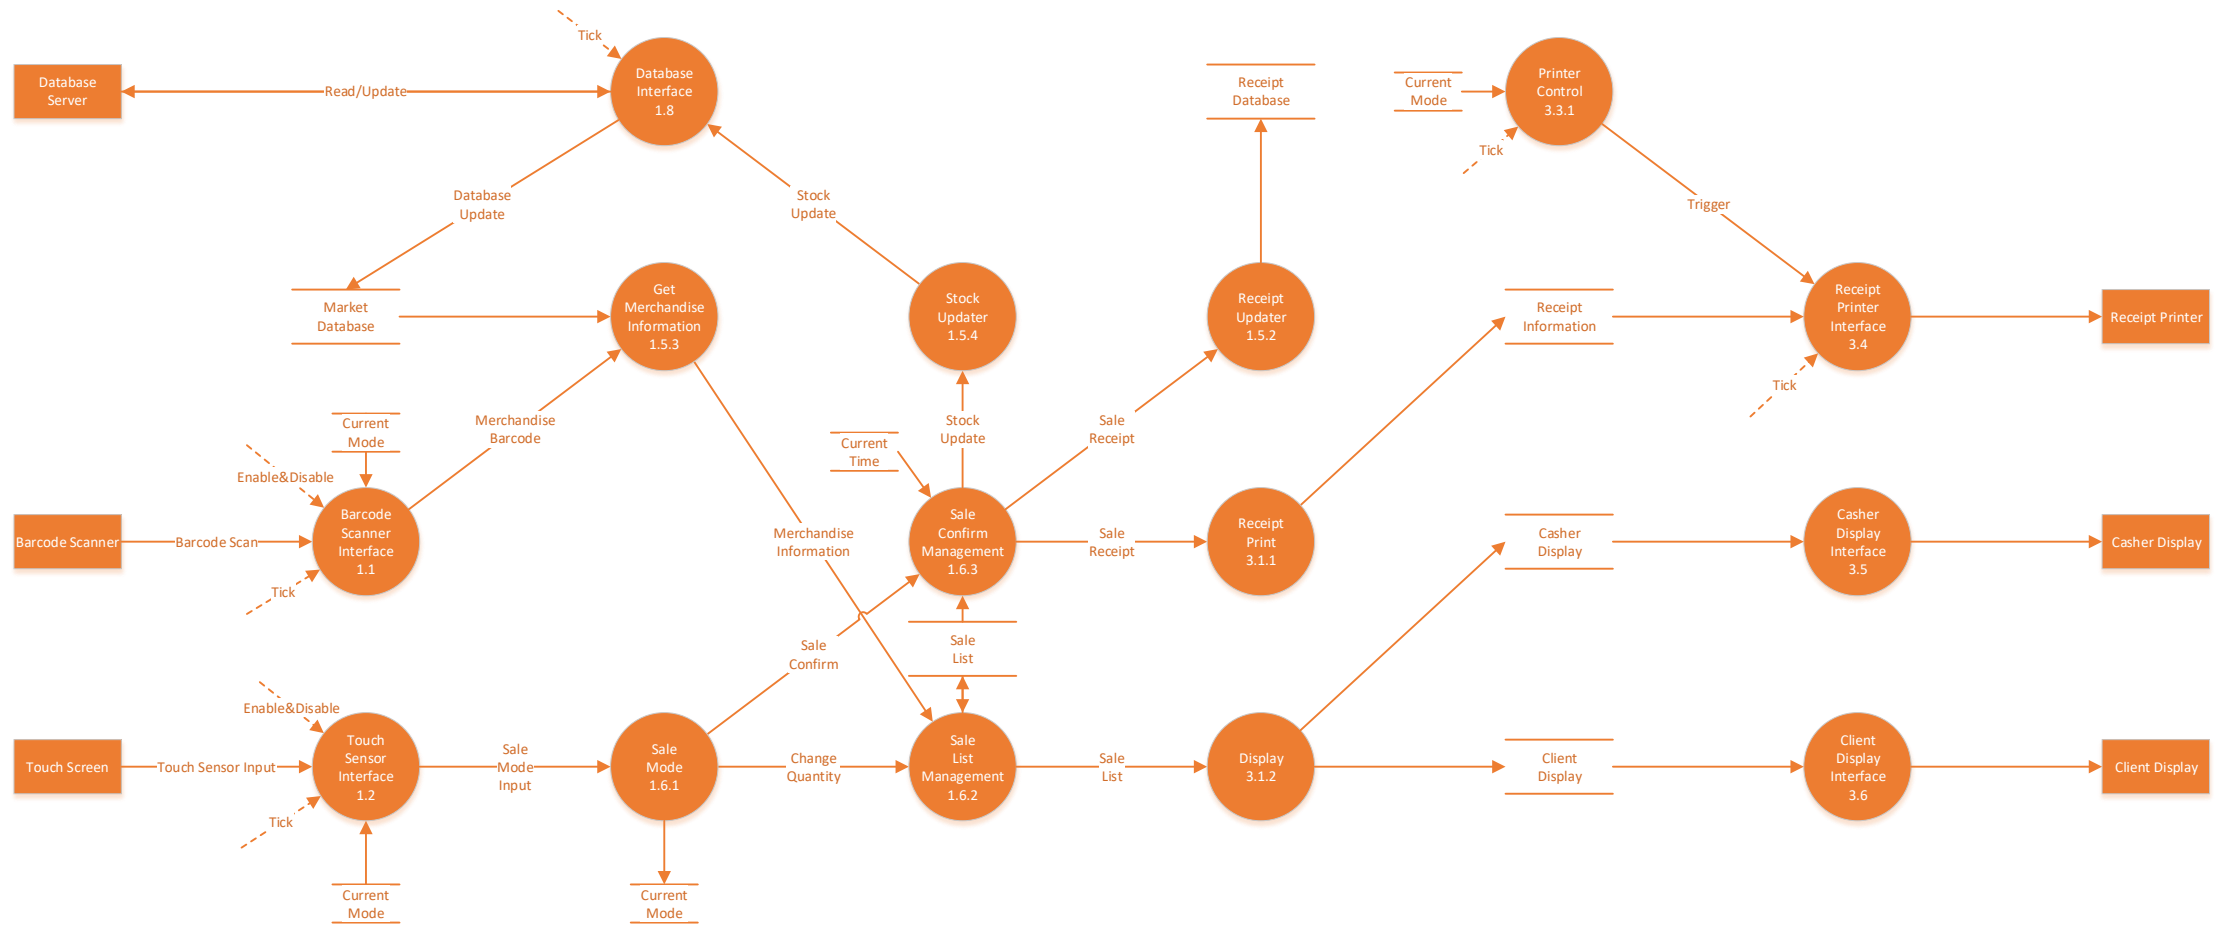 Tick
Database
Server
Read/Update
Database
Interface
1.8
Receipt
Database
Current
Mode
Printer
Control
3.3.1
Tick
Database
Update
Stock
Update
Trigger
Market
Database
Get
Merchandise
Information
1.5.3
Stock
Updater
1.5.4
Receipt
Updater
1.5.2
Receipt
Information
Receipt
Printer
Interface
3.4
Receipt Printer
Tick
Current
Mode
Merchandise
Barcode
Current
Time
Stock
Update
Sale
Receipt
Enable&Disable
Barcode Scanner
Barcode Scan
Barcode
Scanner
Interface
1.1
Merchandise
Information
Sale
Confirm
Management
1.6.3
Sale
Receipt
Receipt
Print
3.1.1
Casher
Display
Casher
Display
Interface
3.5
Casher Display
Tick
Sale
Confirm
Sale
List
Enable&Disable
Touch Screen
Touch Sensor Input
Touch
Sensor
Interface
1.2
Sale
Mode
Input
Sale
Mode
1.6.1
Change
Quantity
Sale
List
Management
1.6.2
Sale
List
Display
3.1.2
Client
Display
Client
Display
Interface
3.6
Client Display
Tick
Current
Mode
Current
Mode